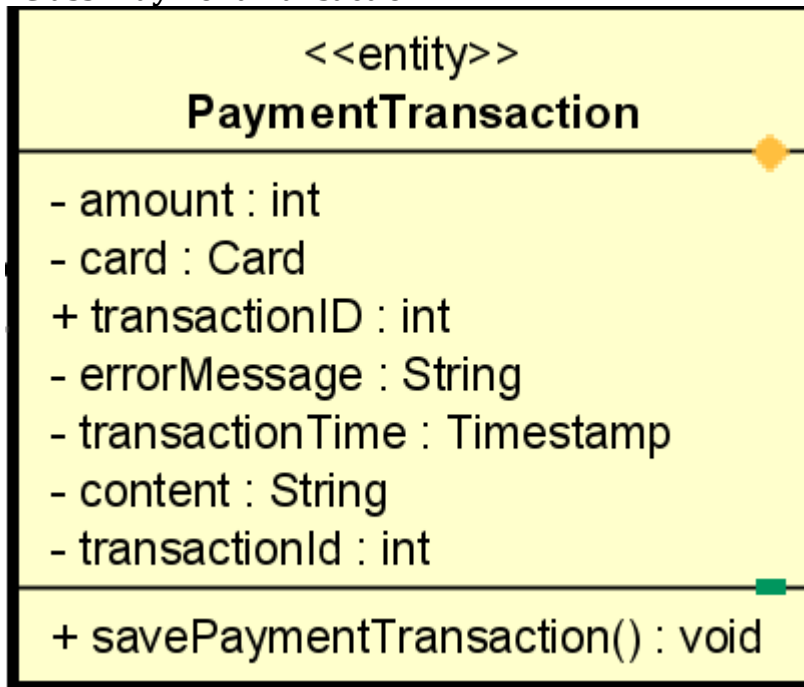 <<entity>>
PaymentTransaction
- amount : int
- card : Card
+ transactionID : int
- errorMessage : String
- transactionTime : Timestamp
- content : String
- transactionId : int
+ savePaymentTransaction() : void